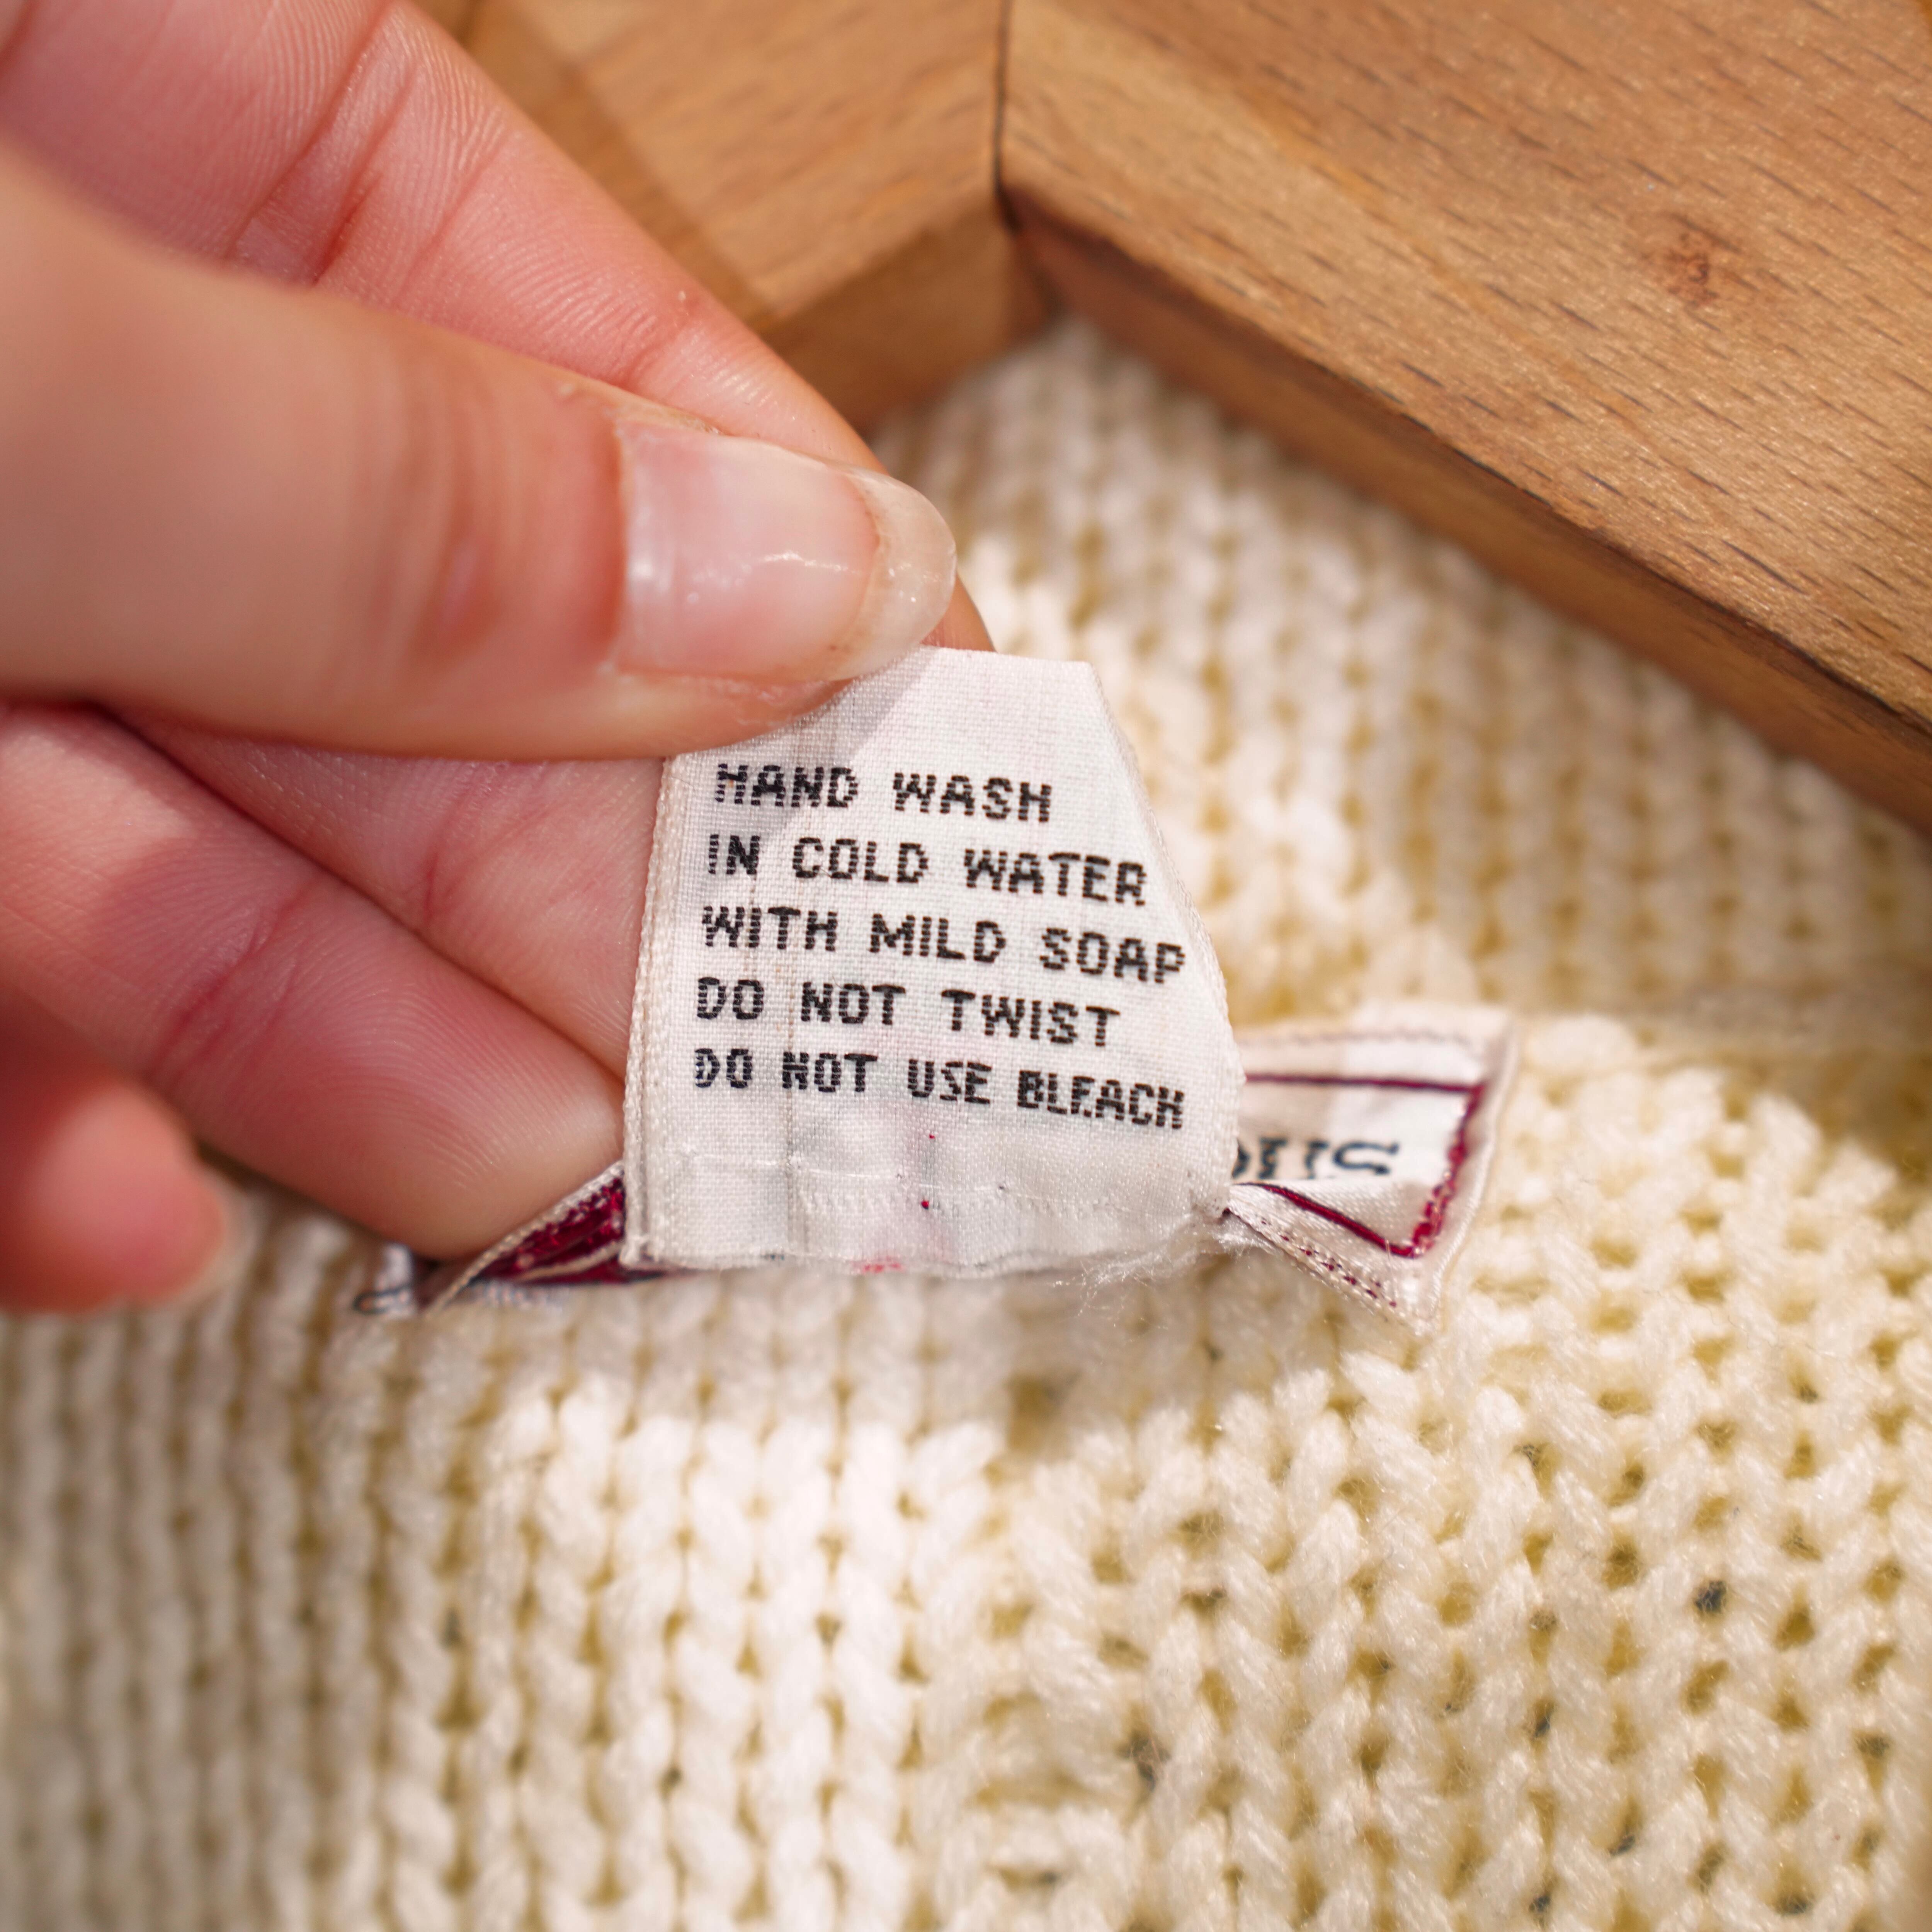 HAND WASH
IN COLD WATER
WITH MILD SOAP
DO NOT TWIST
DO NOT USE BLEACH